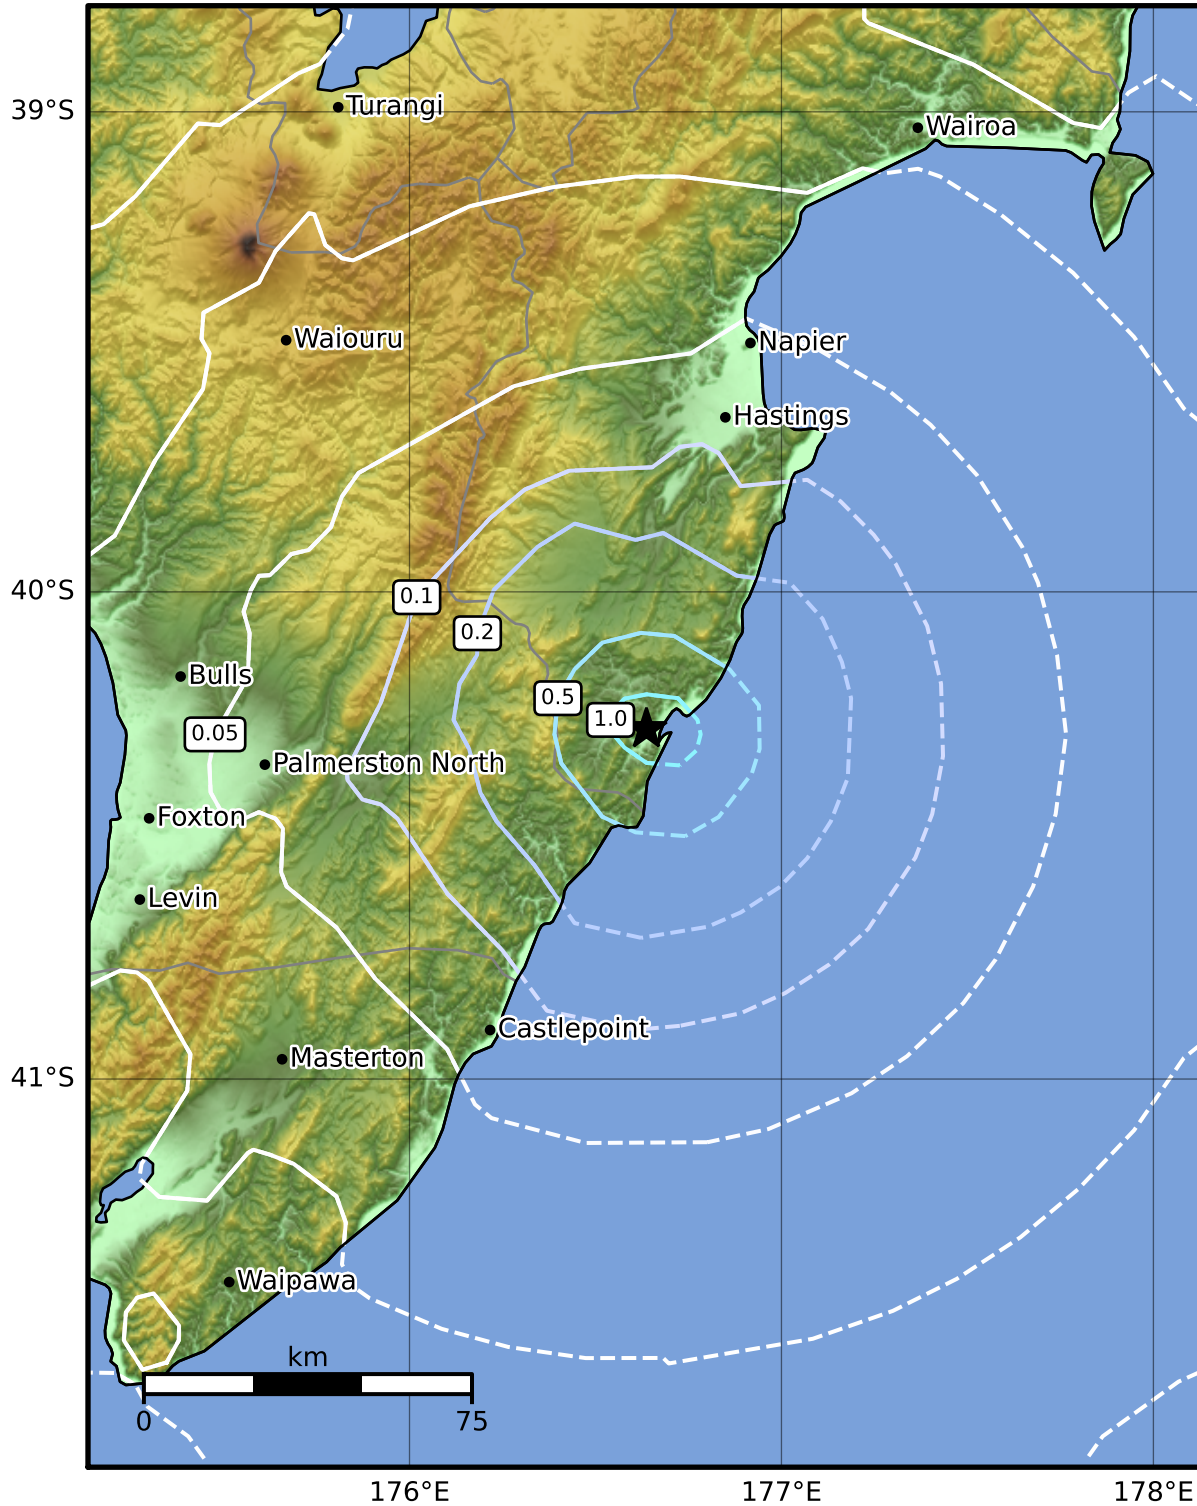 39°S
Turangi
Wairoa
Waiouru
Napier
Hastings
40°S
0.1
0.2
Bulls
0.5
1.0
0.05
Palmerston North
Foxton
Levin
Castlepoint
Masterton
41°S
Waipawa
km
0 75
176°E 177°E 178°E